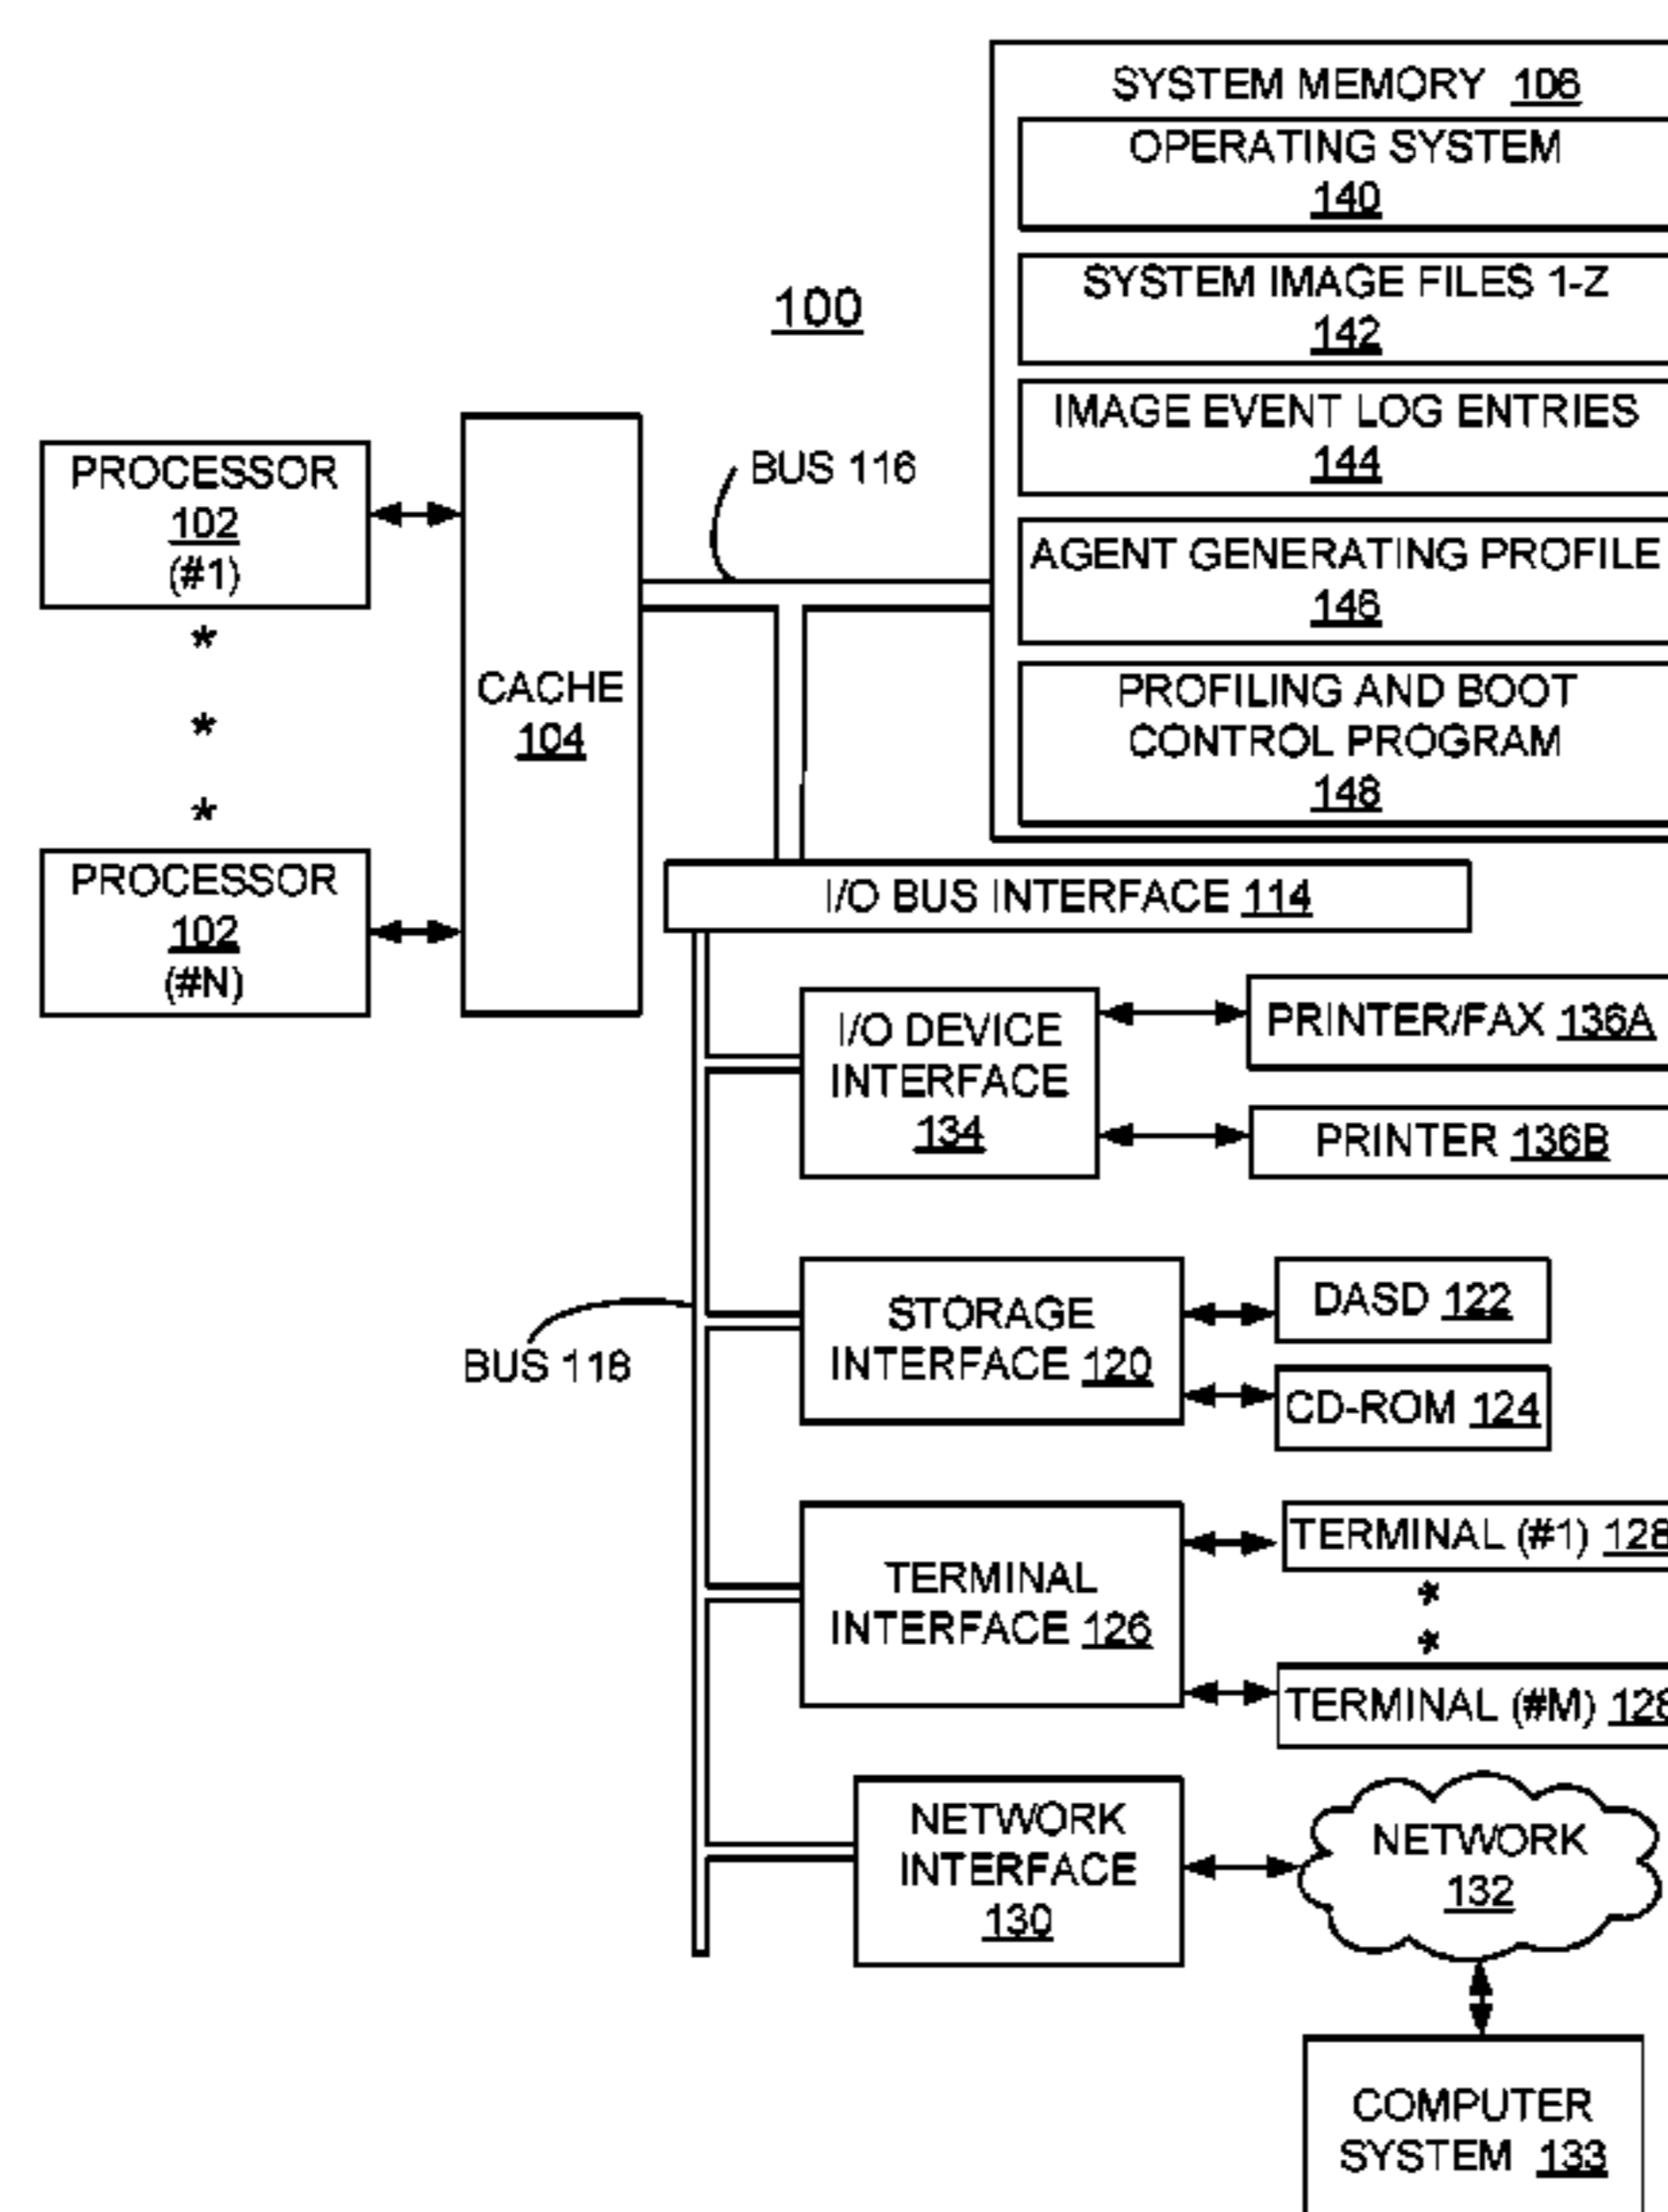 SYSTEM MEMORY 106
OPERATING SYSTEM
140
SYSTEM IMAGE FILES 1-Z
142
100
IMAGE EVENT LOG ENTRIES
144
BUS 116
PROCESSOR
102
(#1)
AGENT GENERATING PROFILE
146
*
*
*
CACHE
104
PROFILING AND BOOT
CONTROL PROGRAM
148
PROCESSOR
102
(#N)
I/O BUS INTERFACE 114
I/O DEVICE
INTERFACE
134
PRINTER/FAX 136A
PRINTER 136B
BUS 118
STORAGE
INTERFACE 120
DASD 122
CD-ROM 124
TERMINAL
INTERFACE 126
TERMINAL (#1) 128
*
*
TERMINAL (#M) 128
NETWORK
INTERFACE
130
NETWORK
132
COMPUTER
SYSTEM 133